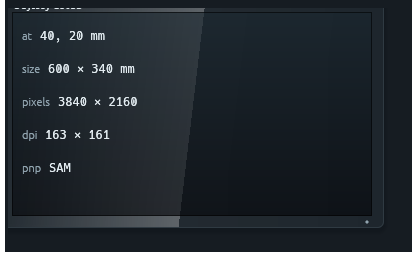 at 40, 20 mm
size 600 × 340 mm
pixels 3840 × 2160
dpi 163 × 161
pnp SAM